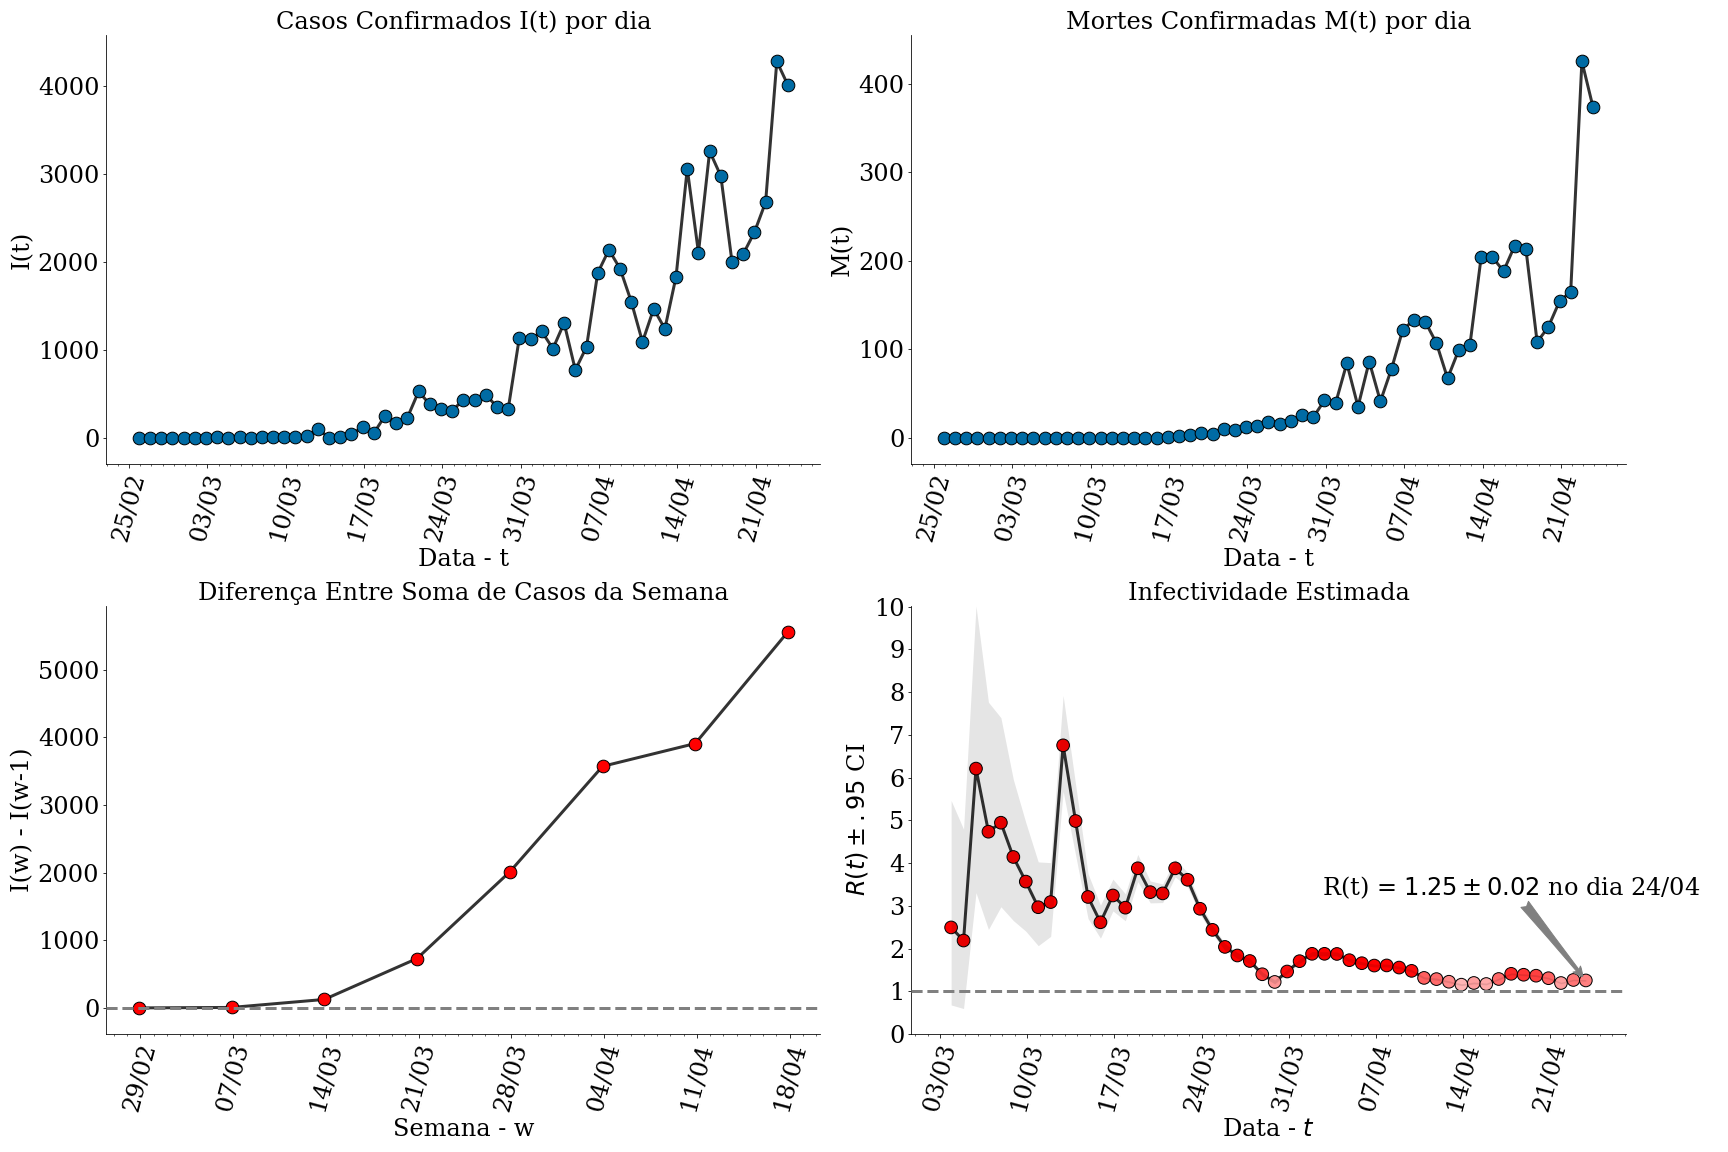 Casos Confirmados I(t) por dia
I(t)
4000
3000
2000
1000
0
25/02 03/03 10/03 17/03 24/03 31/03 07/04 14/04 21/04
Data - t
Mortes Confirmadas M(t) por dia
M(t)
400
300
200
100
0
25/02 03/03 10/03 17/03 24/03 31/03 07/04 14/04 21/04
Data - t
Diferença Entre Soma de Casos da Semana
I(w) - I(w-1)
5000
4000
3000
2000
1000
0
29/02 07/03 14/03 21/03 28/03 04/04 11/04 18/04
Semana - w
Infectividade Estimada
R(t) ± .95 CI
10
9
8
7
6
5
4
3
2
1
0
R(t) = 1.25 ± 0.02 no dia 24/04
03/03 10/03 17/03 24/03 31/03 07/04 14/04 21/04
Data - t